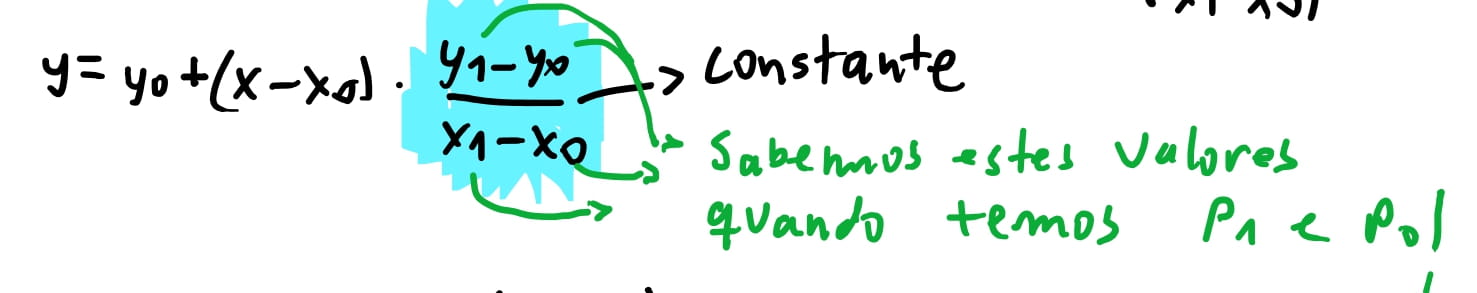 y = y0 + (x - x0) . (y1 - y0) / (x1 - x0) -> constante
Sabemos estes valores
quando temos P1 e P0!